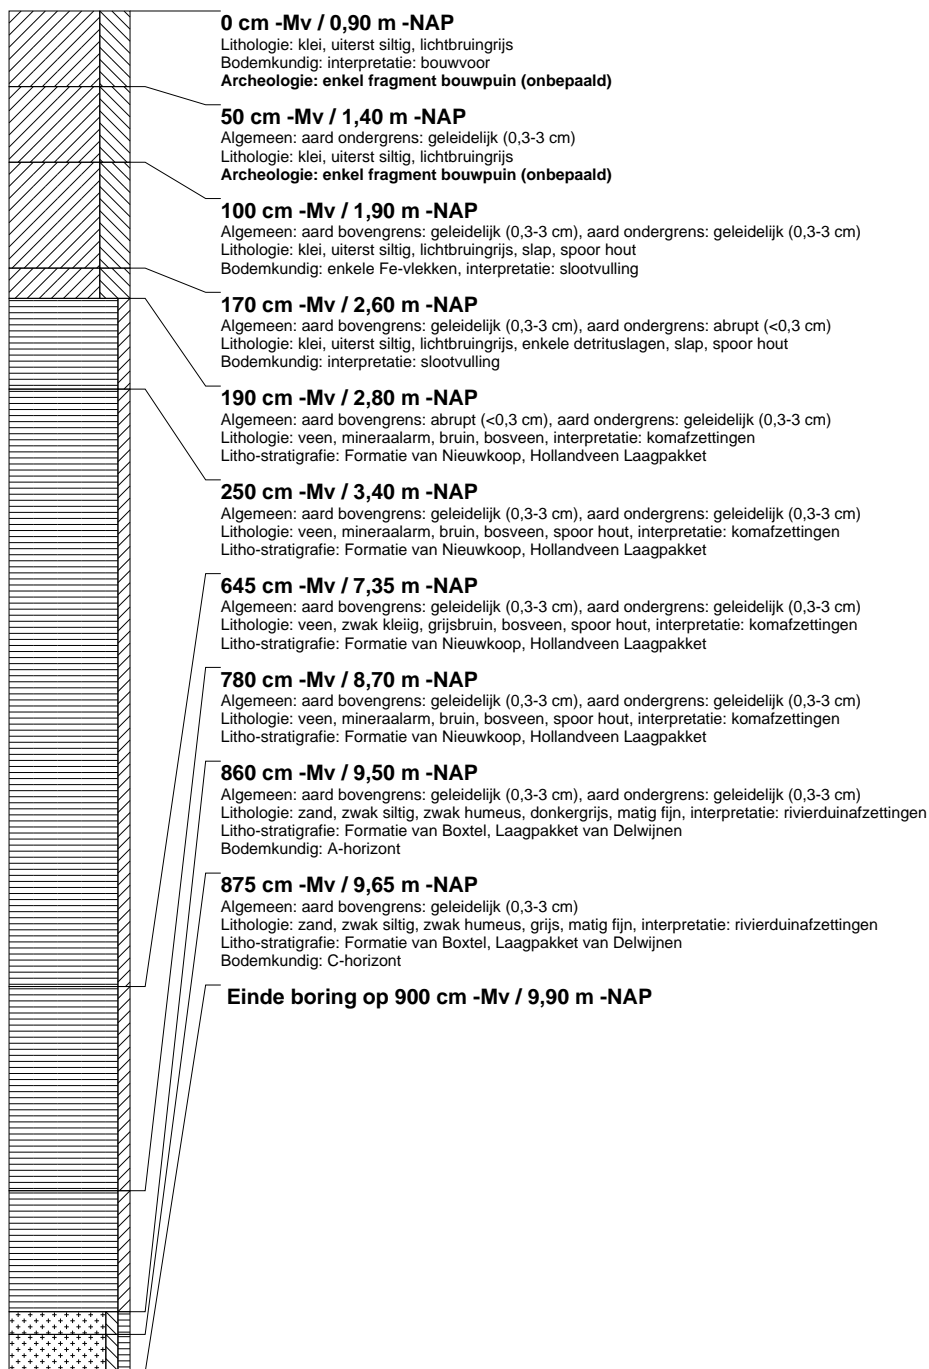 0 cm -Mv / 0,90 m -NAP
Lithologie: klei, uiterst siltig, lichtbruingrijs
Bodemkundig: interpretatie: bouwvoor
Archeologie: enkel fragment bouwpuin (onbepaald)
50 cm -Mv / 1,40 m -NAP
Algemeen: aard ondergrens: geleidelijk (0,3-3 cm)
Lithologie: klei, uiterst siltig, lichtbruingrijs
Archeologie: enkel fragment bouwpuin (onbepaald)
100 cm -Mv / 1,90 m -NAP
Algemeen: aard bovengrens: geleidelijk (0,3-3 cm), aard ondergrens: geleidelijk (0,3-3 cm)
Lithologie: klei, uiterst siltig, lichtbruingrijs, slap, spoor hout
Bodemkundig: enkele Fe-vlekken, interpretatie: slootvulling
170 cm -Mv / 2,60 m -NAP
Algemeen: aard bovengrens: geleidelijk (0,3-3 cm), aard ondergrens: abrupt (<0,3 cm)
Lithologie: klei, uiterst siltig, lichtbruingrijs, enkele detrituslagen, slap, spoor hout
Bodemkundig: interpretatie: slootvulling
190 cm -Mv / 2,80 m -NAP
Algemeen: aard bovengrens: abrupt (<0,3 cm), aard ondergrens: geleidelijk (0,3-3 cm)
Lithologie: veen, mineraalarm, bruin, bosveen, interpretatie: komafzettingen
Litho-stratigrafie: Formatie van Nieuwkoop, Hollandveen Laagpakket
250 cm -Mv / 3,40 m -NAP
Algemeen: aard bovengrens: geleidelijk (0,3-3 cm), aard ondergrens: geleidelijk (0,3-3 cm)
Lithologie: veen, mineraalarm, bruin, bosveen, spoor hout, interpretatie: komafzettingen
Litho-stratigrafie: Formatie van Nieuwkoop, Hollandveen Laagpakket
645 cm -Mv / 7,35 m -NAP
Algemeen: aard bovengrens: geleidelijk (0,3-3 cm), aard ondergrens: geleidelijk (0,3-3 cm)
Lithologie: veen, zwak kleiig, grijsbruin, bosveen, spoor hout, interpretatie: komafzettingen
Litho-stratigrafie: Formatie van Nieuwkoop, Hollandveen Laagpakket
780 cm -Mv / 8,70 m -NAP
Algemeen: aard bovengrens: geleidelijk (0,3-3 cm), aard ondergrens: geleidelijk (0,3-3 cm)
Lithologie: veen, mineraalarm, bruin, bosveen, spoor hout, interpretatie: komafzettingen
Litho-stratigrafie: Formatie van Nieuwkoop, Hollandveen Laagpakket
860 cm -Mv / 9,50 m -NAP
Algemeen: aard bovengrens: geleidelijk (0,3-3 cm), aard ondergrens: geleidelijk (0,3-3 cm)
Lithologie: zand, zwak siltig, zwak humeus, donkergrijs, matig fijn, interpretatie: rivierduinafzettingen
Litho-stratigrafie: Formatie van Boxtel, Laagpakket van Delwijnen
Bodemkundig: A-horizont
875 cm -Mv / 9,65 m -NAP
Algemeen: aard bovengrens: geleidelijk (0,3-3 cm)
Lithologie: zand, zwak siltig, zwak humeus, grijs, matig fijn, interpretatie: rivierduinafzettingen
Litho-stratigrafie: Formatie van Boxtel, Laagpakket van Delwijnen
Bodemkundig: C-horizont
Einde boring op 900 cm -Mv / 9,90 m -NAP